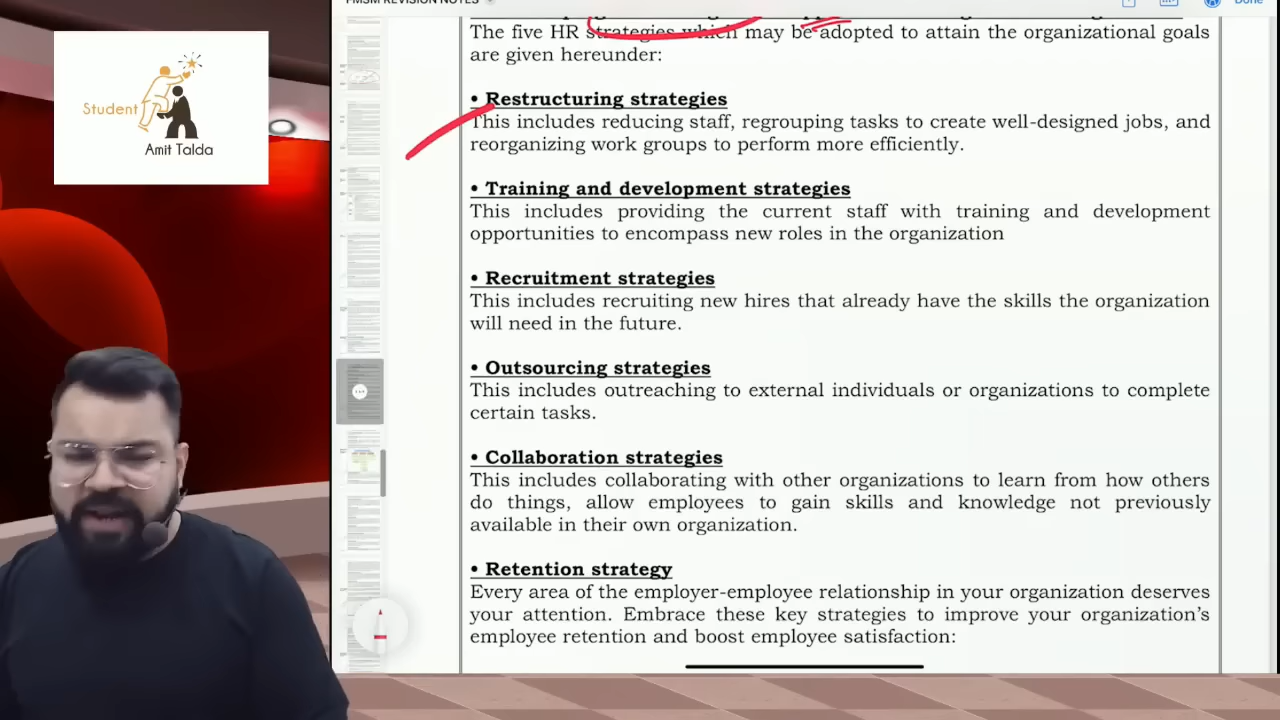 FMSM REVISION NOTES
Done
Student
Amit Talda
The five HR strategies which may be adopted to attain the organizational goals
are given hereunder:
• Restructuring strategies
This includes reducing staff, regrouping tasks to create well-designed jobs, and
reorganizing work groups to perform more efficiently.
• Training and development strategies
This includes providing the current staff with training and development
opportunities to encompass new roles in the organization
• Recruitment strategies
This includes recruiting new hires that already have the skills the organization
will need in the future.
• Outsourcing strategies
This includes outreaching to external individuals or organizations to complete
certain tasks.
• Collaboration strategies
This includes collaborating with other organizations to learn from how others
do things, allow employees to gain skills and knowledge not previously
available in their own organization.
• Retention strategy
Every area of the employer-employee relationship in your organization deserves
your attention. Embrace these key strategies to improve your organization's
employee retention and boost employee satisfaction: